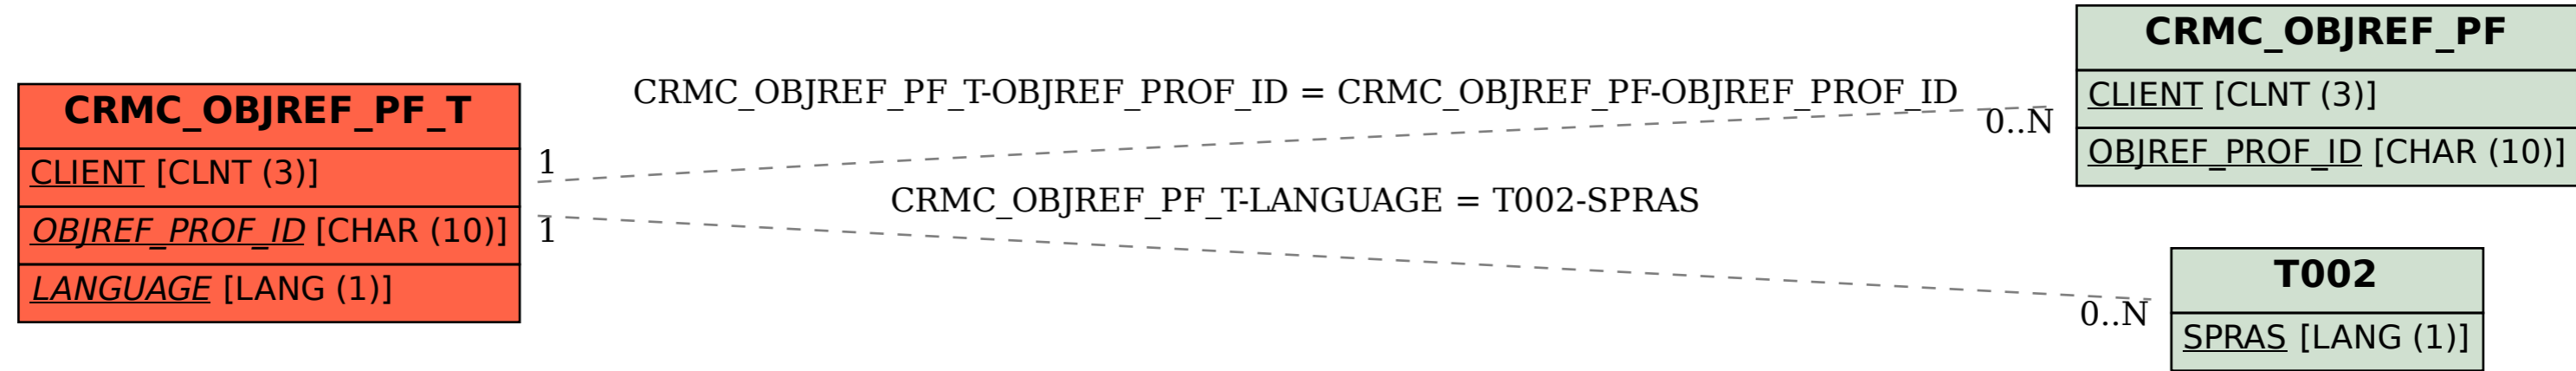 CRMC_OBJREF_PF_T
CLIENT [CLNT (3)]
OBJREF_PROF_ID [CHAR (10)]
LANGUAGE [LANG (1)]
CRMC_OBJREF_PF_T-OBJREF_PROF_ID = CRMC_OBJREF_PF-OBJREF_PROF_ID
1
0..N
CRMC_OBJREF_PF_T-LANGUAGE = T002-SPRAS
1
0..N
CRMC_OBJREF_PF
CLIENT [CLNT (3)]
OBJREF_PROF_ID [CHAR (10)]
T002
SPRAS [LANG (1)]